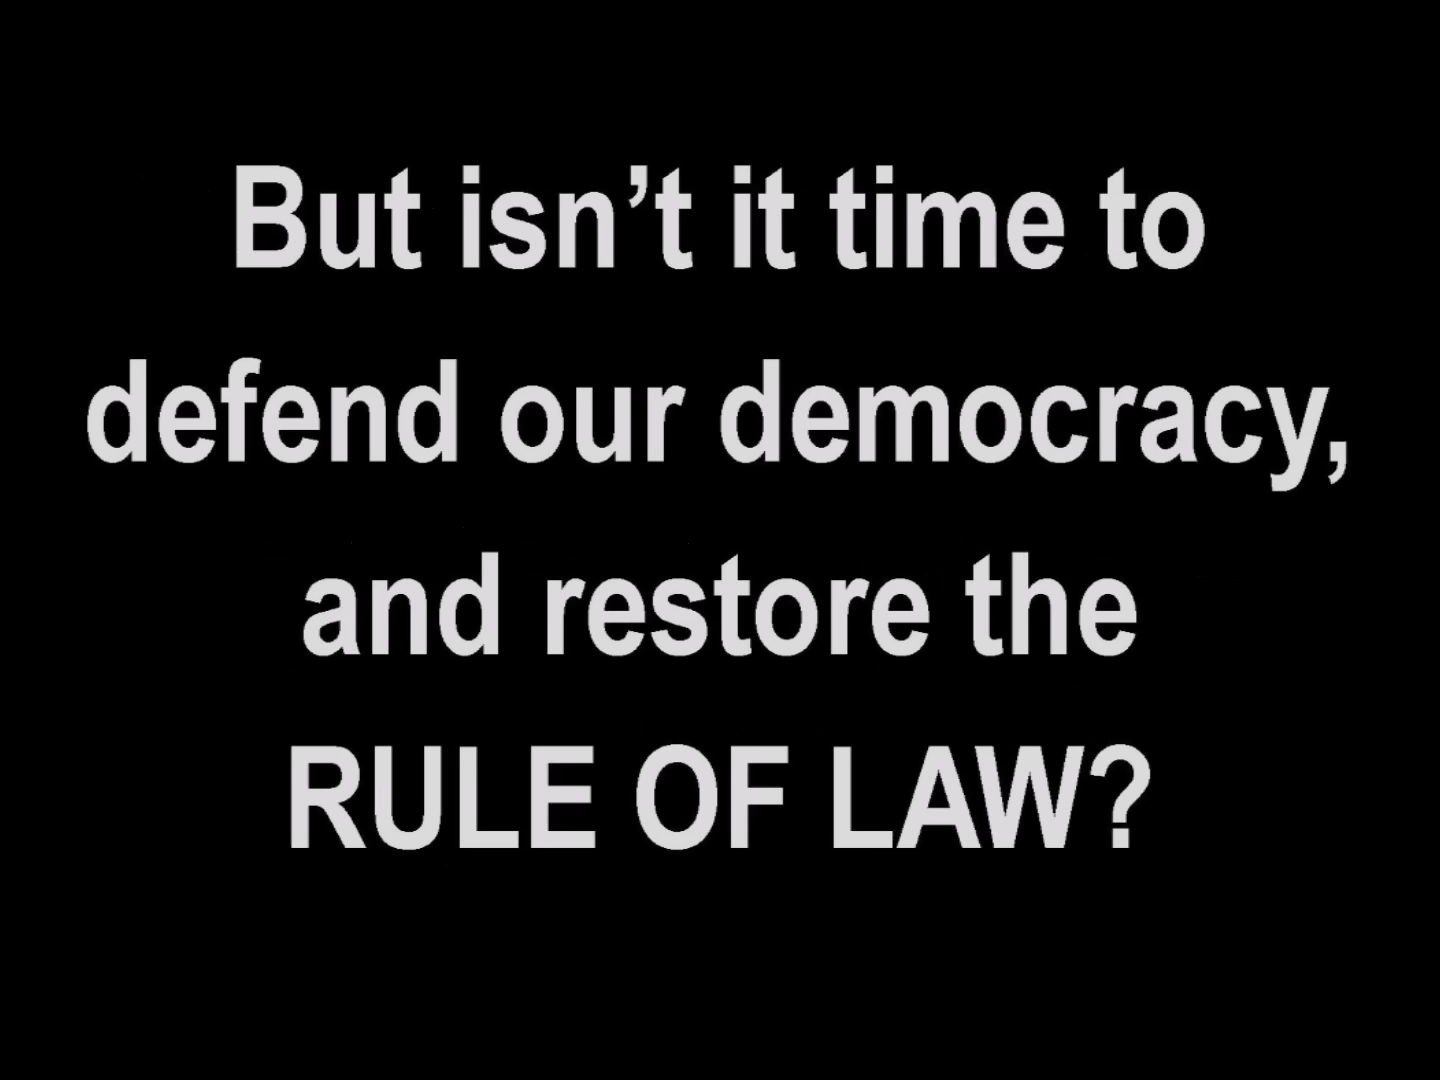 But isn’t it time to
defend our democracy,
and restore the
RULE OF LAW?